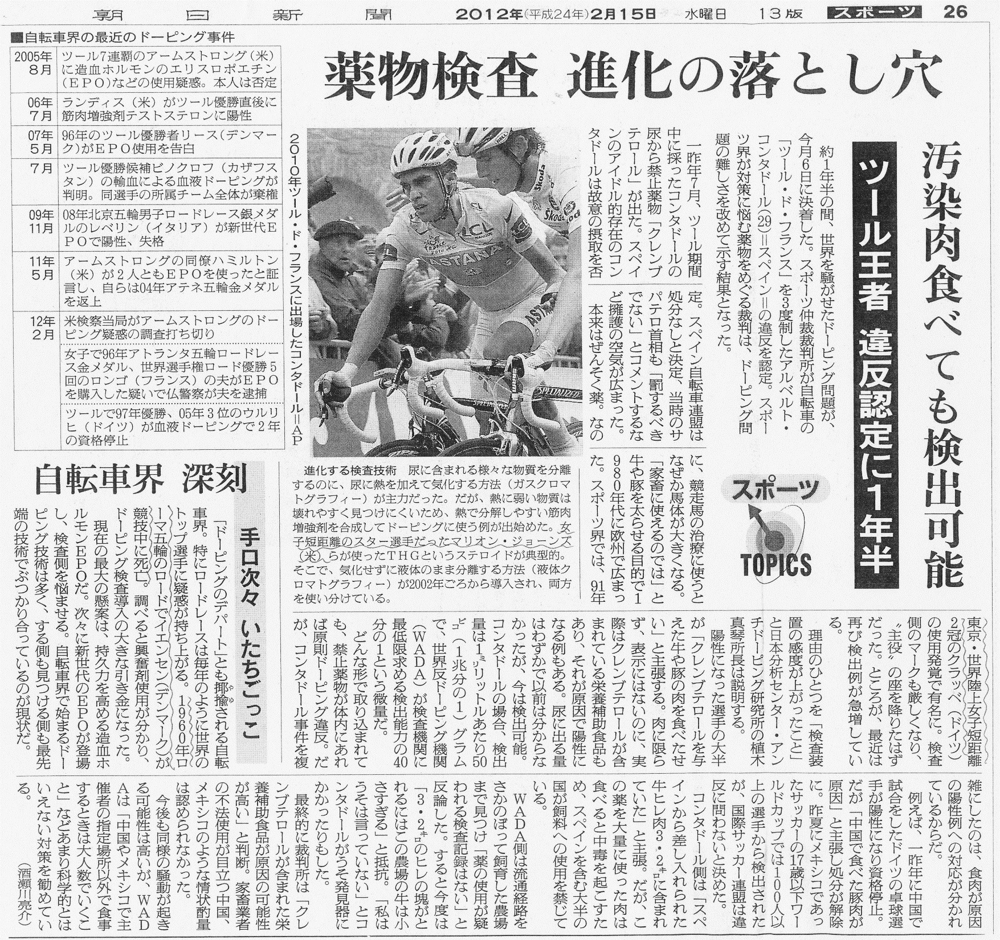 朝日新聞 2012年(平成24年)2月15日 水曜日 13版 スポーツ 26
薬物検査 進化の落とし穴
汚染肉食べても検出可能
ツール王者 違反認定に1年半
約1年半の間、世界を騒がせたドーピング問題が、
今月6日に決着した。スポーツ仲裁裁判所が自転車の
「ツール・ド・フランス」を3度制したアルベルト・
コンタドール(29)=スペイン=の違反を認定。スポー
ツ界が対策に悩む薬物をめぐる裁判は、ドーピング問
題の難しさを改めて示す結果となった。
一昨年7月、ツール期間
中に採ったコンタドールの
尿から禁止薬物「クレンブ
テロール」が出た。スペイ
ンのアイドル的存在のコン
タドールは故意の摂取を否
定。スペイン自転車連盟は
処分なしと決定、当時のサ
パテロ首相も「罰するべき
でない」とコメントするな
ど擁護の空気が広まった。
本来はぜんそく薬。なの
に、競走馬の治療に使うと
なぜか馬体が大きくなる。
「家畜に使えるのでは」と
牛や豚を太らせる目的で1
980年代に欧州で広まっ
た。スポーツ界では、91年
東京・世界陸上女子短距離
2冠のクラッベ(ドイツ)
の使用発覚で有名に。検査
側のマークも厳しくなり、
〝主役〟の座を降りたはず
だった。ところが、最近は
再び検出例が急増してい
る。
理由のひとつを「検査装
置の感度が上がったこと」
と日本分析センター・アン
チドーピング研究所の植木
真琴所長は説明する。
陽性になった選手の大半
が「クレンブテロールを与
えた牛や豚の肉を食べたせ
い」と主張する。肉に限ら
ず、表示にはないのに、実
際はクレンブテロールが含
まれている栄養補助食品も
あり、それが原因で陽性に
なる例もある。尿に出る量
はわずかで以前は分からな
かったが、今は検出可能。
コンタドールの場合、検出
量は1㍉リットルあたり50
ピコ(1兆分の1)グラム
で、世界反ドーピング機関
(WADA)が検査機関に
最低限求める検出能力の40
分の1という微量だ。
どんな形で取り込まれて
も、禁止薬物が体内にあれ
ば原則ドーピング違反。だ
が、コンタドール事件を複
雑にしたのは、食肉が原因
の陽性例への対応が分かれ
ているからだ。
例えば、一昨年に中国で
試合をしたドイツの卓球選
手が陽性になり資格停止。
だが「中国で食べた豚肉が
原因」と主張し処分が解除
に。昨夏にメキシコであっ
たサッカーの17歳以下ワー
ルドカップでは100人以
上の選手から検出された
が、国際サッカー連盟は違
反に問わないと決めた。
コンタドール側は「スペ
インから差し入れられた
牛ヒレ肉3・2㌔に含まれ
ていた」と主張。だが、こ
の薬を大量に使った肉は
食べると中毒を起こすた
め、スペインを含む大半の
国が飼料への使用を禁じて
いる。
WADA側は流通経路を
さかのぼって飼育した農場
まで見つけ「薬の使用が疑
われる検査記録はない」と
反論した。すると今度は
「3・2㌔のヒレの塊がと
れるにはこの農場の牛は小
さすぎる」と抵抗。「私は
うそは言っていない」とコ
ンタドールがうそ発見器に
かかったりもした。
最終的に裁判所は「クレ
ンブテロールが含まれた栄
養補助食品が原因の可能性
が高い」と判断。家畜業者
の不法使用が目立つ中国、
メキシコのような情状酌量
は認められなかった。
今後も同様の騒動が起き
る可能性は高いが、WAD
Aは「中国やメキシコで主
催者の指定場所以外で食事
するときは大人数でいくこ
と」などあまり科学的とは
いえない対策を勧めてい
る。
(酒瀬川亮介)
スポーツ
TOPICS
2010年ツール・ド・フランスに出場したコンタドール=AP
進化する検査技術 尿に含まれる様々な物質を分離
するのに、尿に熱を加えて気化する方法(ガスクロマ
トグラフィー)が主力だった。だが、熱に弱い物質は
壊れやすく見つけにくいため、熱で分解しやすい筋肉
増強剤を合成してドーピングに使う例が出始めた。女
子短距離のスター選手だったマリオン・ジョーンズ
(米)らが使ったTHGというステロイドが典型的。
そこで、気化せずに液体のまま分離する方法(液体ク
ロマトグラフィー)が2002年ごろから導入され、両方
を使い分けている。
■自転車界の最近のドーピング事件
2005年8月 ツール7連覇のアームストロング(米)
に造血ホルモンのエリスロポエチン
(EPO)などの使用疑惑。本人は否定
06年7月 ランディス(米)がツール優勝直後に
筋肉増強剤テストステロンに陽性
07年5月 96年のツール優勝者リース(デンマー
ク)がEPO使用を告白
7月 ツール優勝候補ビノクロフ(カザフス
タン)の輸血による血液ドーピングが
判明。同選手の所属チーム全体が棄権
09年11月 08年北京五輪男子ロードレース銀メダ
ルのレベリン(イタリア)が新世代E
POで陽性、失格
11年5月 アームストロングの同僚ハミルトン
(米)が2人ともEPOを使ったと証
言し、自らは04年アテネ五輪金メダル
を返上
12年2月 米検察当局がアームストロングのドー
ピング疑惑の調査打ち切り
女子で96年アトランタ五輪ロードレー
ス金メダル、世界選手権ロード優勝5
回のロンゴ(フランス)の夫がEPO
を購入した疑いで仏警察が夫を逮捕
ツールで97年優勝、05年3位のウルリ
ヒ(ドイツ)が血液ドーピングで2年
の資格停止
自転車界 深刻
手口次々 いたちごっこ
「ドーピングのデパート」とも揶揄される自転
車界。特にロードレースは毎年のように世界の
トップ選手に疑惑が持ち上がる。1960年ロ
ーマ五輪のロードでイエンセン(デンマーク)が
競技中に死亡。調べると興奮剤使用が分かり、
ドーピング検査導入の大きな引き金になった。
現在の最大の懸案は、持久力を高める造血ホ
ルモンEPOだ。次々に新世代のEPOが登場
し、検査側を悩ませる。自転車界で始まるドー
ピング技術は多く、する側も見つける側も最先
端の技術でぶつかり合っているのが現状だ。
ŠKODA
LCL
ASTANA
SPECIALIZED